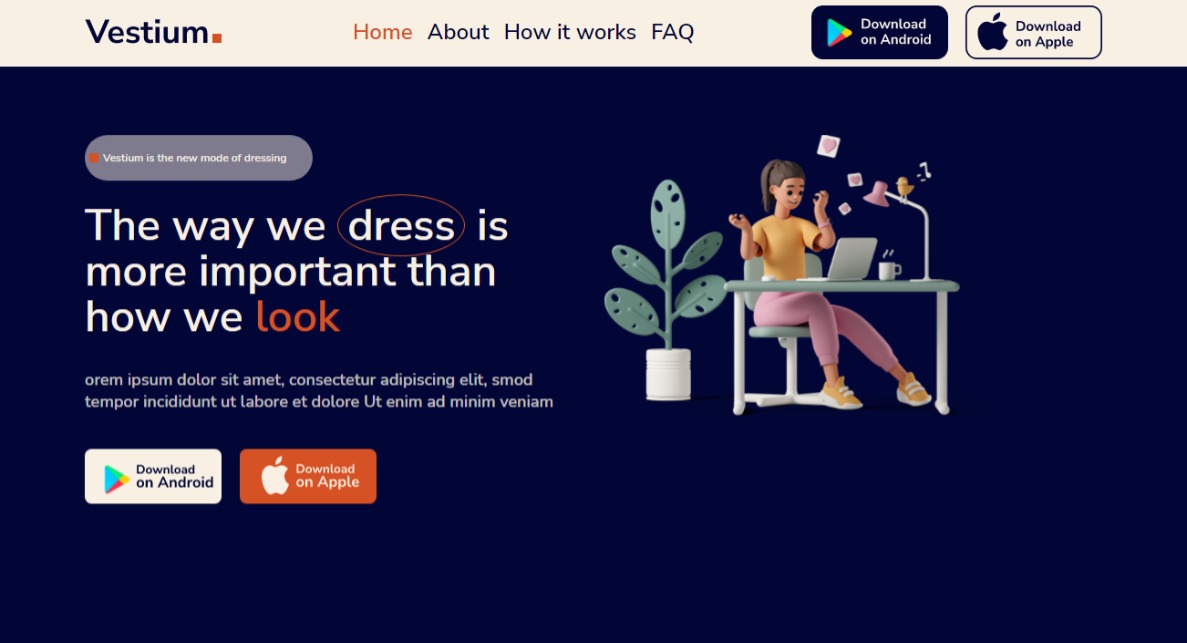 Vestium
Home About How it works FAQ
Download
on Android
Download
on Apple
Vestium is the new mode of dressing
The way we dress is
more important than
how we look
orem ipsum dolor sit amet, consectetur adipiscing elit, smod
tempor incididunt ut labore et dolore Ut enim ad minim veniam
Download
on Android
Download
on Apple